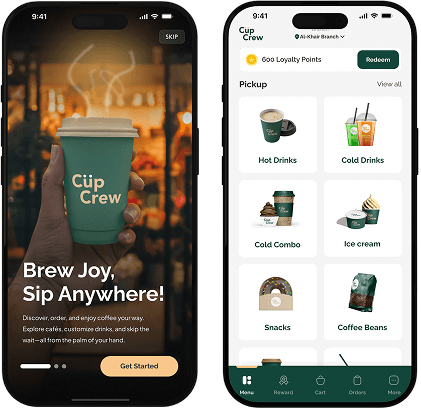 9:41
SKIP
Cüp
Crew
Brew Joy,
Sip Anywhere!
Discover, order, and enjoy coffee your way.
Explore cafés, customize drinks, and skip the
wait—all from the palm of your hand.
Get Started
9:41
Cüp
Crew
Al-Khair Branch
600 Loyalty Points
Redeem
Pickup
View all
Hot Drinks
Cold Drinks
Cold Combo
Ice cream
Snacks
Coffee Beans
Menu
Reward
Cart
Orders
More